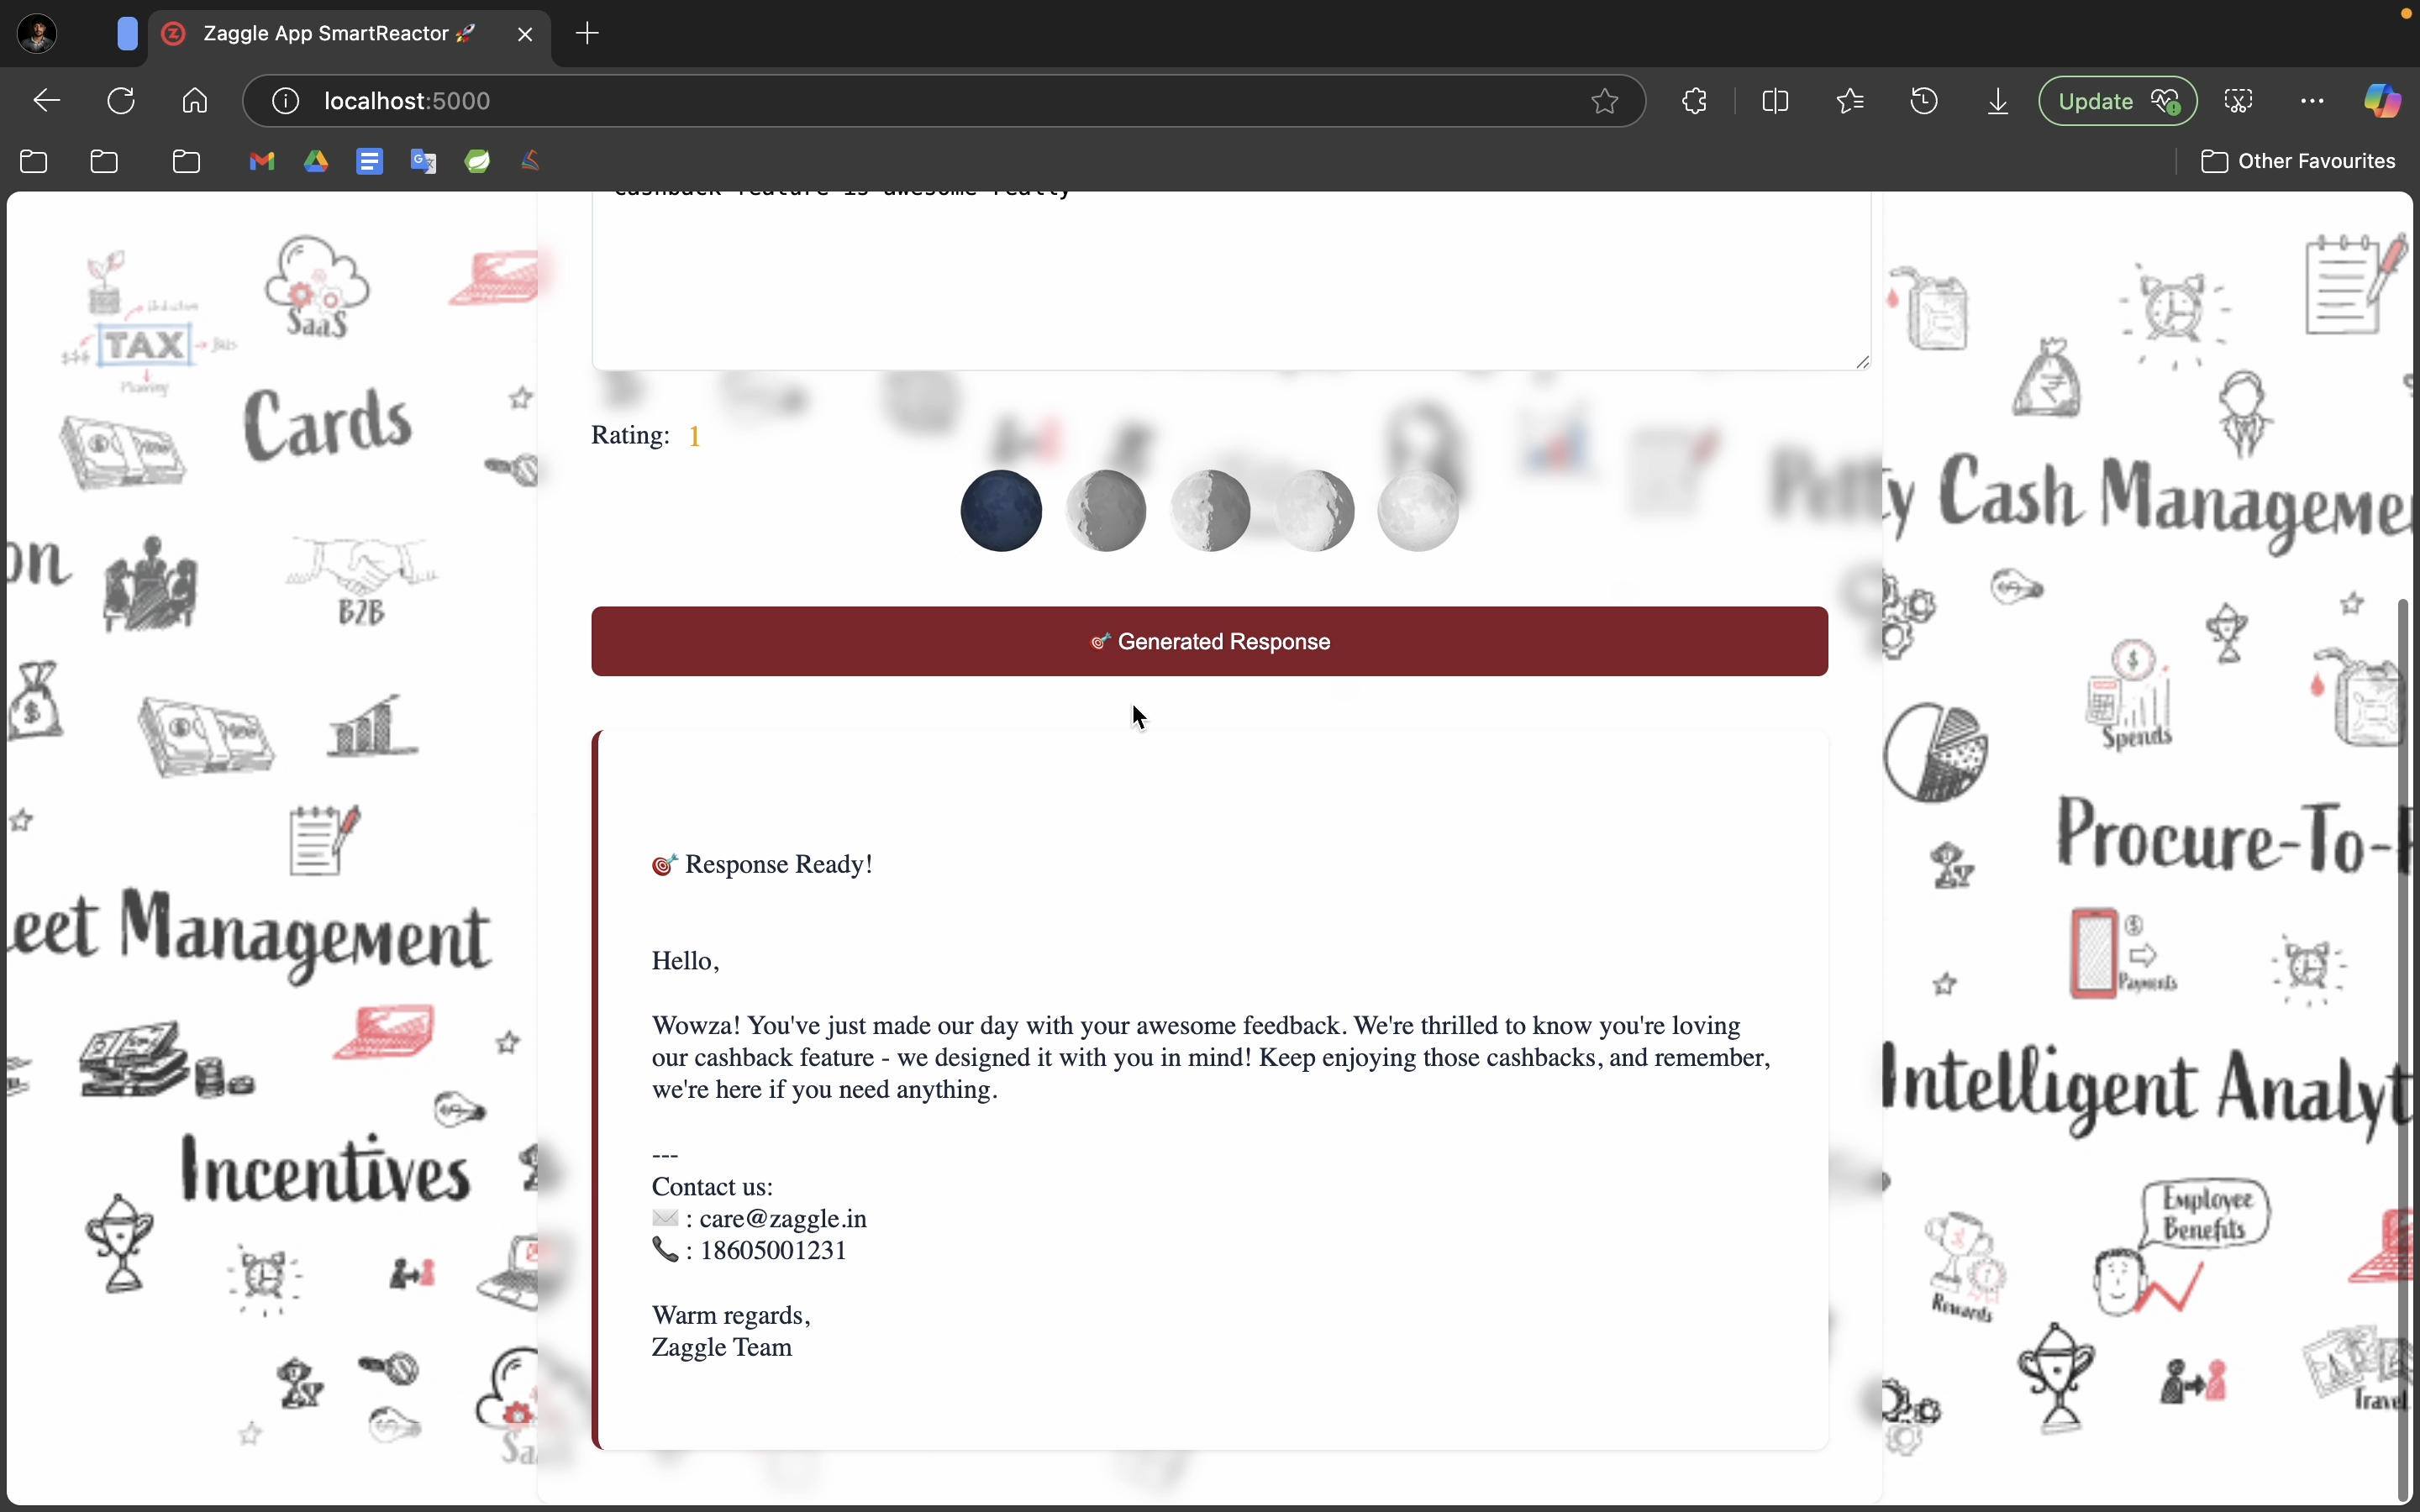 Zaggle App SmartReactor 🚀
localhost:5000
Update
Other Favourites
cashback feature is awesome really
Rating: 1
🎯 Generated Response
🎯 Response Ready!
Hello,
Wowza! You've just made our day with your awesome feedback. We're thrilled to know you're loving
our cashback feature - we designed it with you in mind! Keep enjoying those cashbacks, and remember,
we're here if you need anything.
---
Contact us:
✉️ : care@zaggle.in
📞 : 18605001231
Warm regards,
Zaggle Team
SaaS
TAX
$$$
Planning
Cards
on
B2B
eet Management
Incentives
Saa
Petty Cash Manageme
Spends
Procure-To-P
Payments
Intelligent Analyt
Employee
Benefits
Rewards
Travel